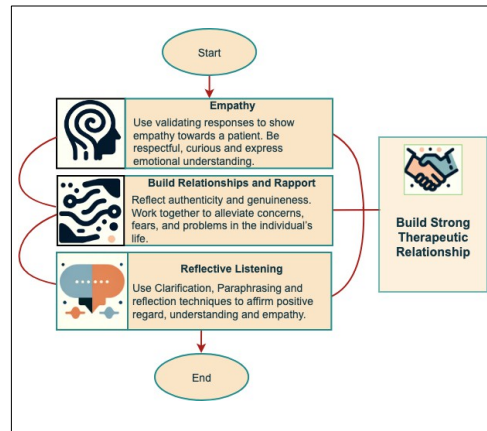 Start
Empathy
Use validating responses to show
empathy towards a patient. Be
respectful, curious and express
emotional understanding.
Build Relationships and Rapport
Reflect authenticity and genuineness.
Work together to alleviate concerns,
fears, and problems in the individual's
life.
Reflective Listening
Use Clarification, Paraphrasing and
reflection techniques to affirm positive
regard, understanding and empathy.
End
Build Strong
Therapeutic
Relationship